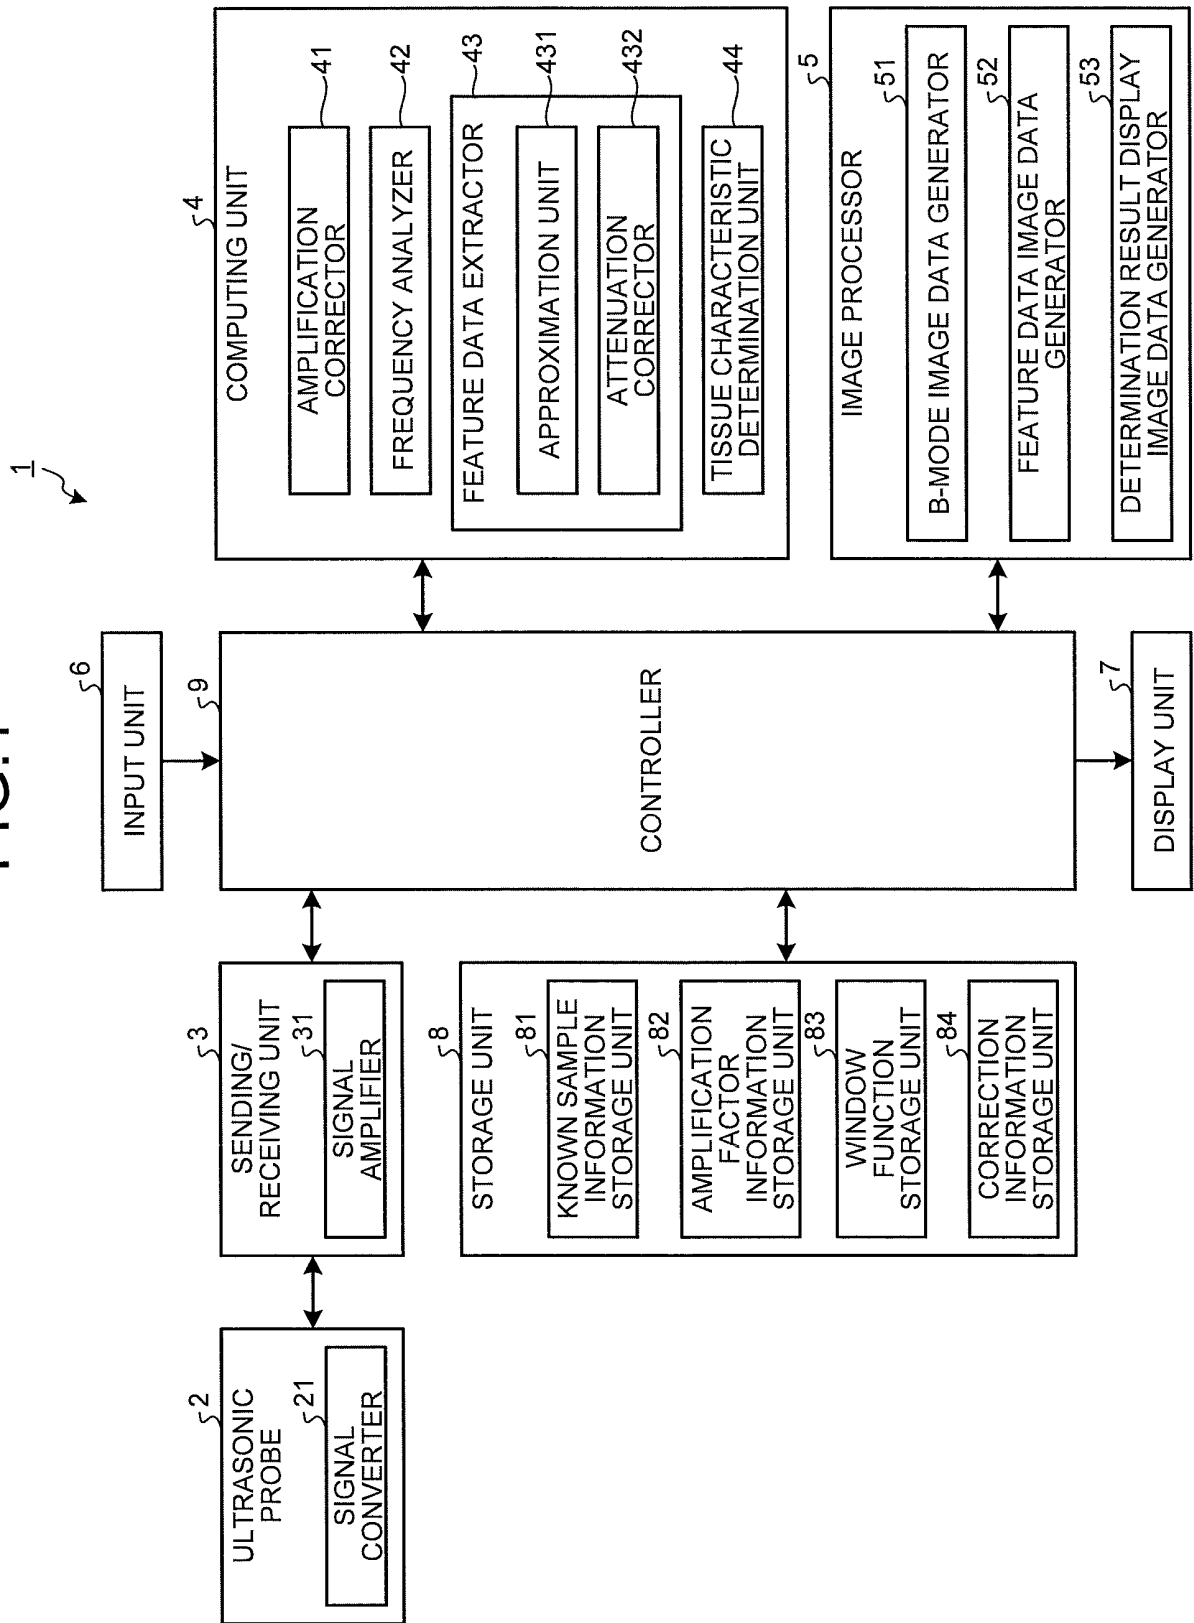 1
2
ULTRASONIC
PROBE
21
SIGNAL
CONVERTER
3
SENDING/
RECEIVING UNIT
31
SIGNAL
AMPLIFIER
8
STORAGE UNIT
81
KNOWN SAMPLE
INFORMATION
STORAGE UNIT
82
AMPLIFICATION
FACTOR
INFORMATION
STORAGE UNIT
83
WINDOW
FUNCTION
STORAGE UNIT
84
CORRECTION
INFORMATION
STORAGE UNIT
6
INPUT UNIT
9
CONTROLLER
7
DISPLAY UNIT
4
COMPUTING UNIT
41
AMPLIFICATION
CORRECTOR
42
FREQUENCY ANALYZER
43
FEATURE DATA EXTRACTOR
431
APPROXIMATION UNIT
432
ATTENUATION
CORRECTOR
44
TISSUE CHARACTERISTIC
DETERMINATION UNIT
5
IMAGE PROCESSOR
51
B-MODE IMAGE DATA GENERATOR
52
FEATURE DATA IMAGE DATA
GENERATOR
53
DETERMINATION RESULT DISPLAY
IMAGE DATA GENERATOR